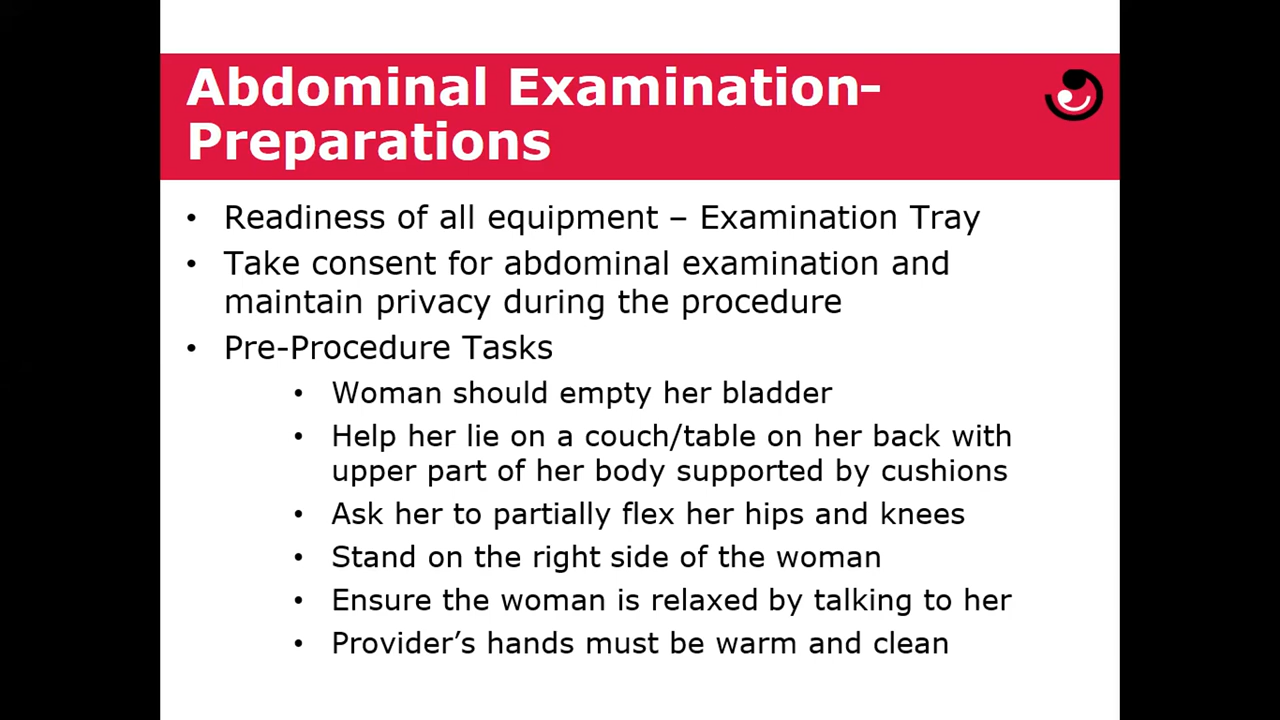 Abdominal Examination-
Preparations
• Readiness of all equipment – Examination Tray
• Take consent for abdominal examination and
maintain privacy during the procedure
• Pre-Procedure Tasks
• Woman should empty her bladder
• Help her lie on a couch/table on her back with
upper part of her body supported by cushions
• Ask her to partially flex her hips and knees
• Stand on the right side of the woman
• Ensure the woman is relaxed by talking to her
• Provider’s hands must be warm and clean